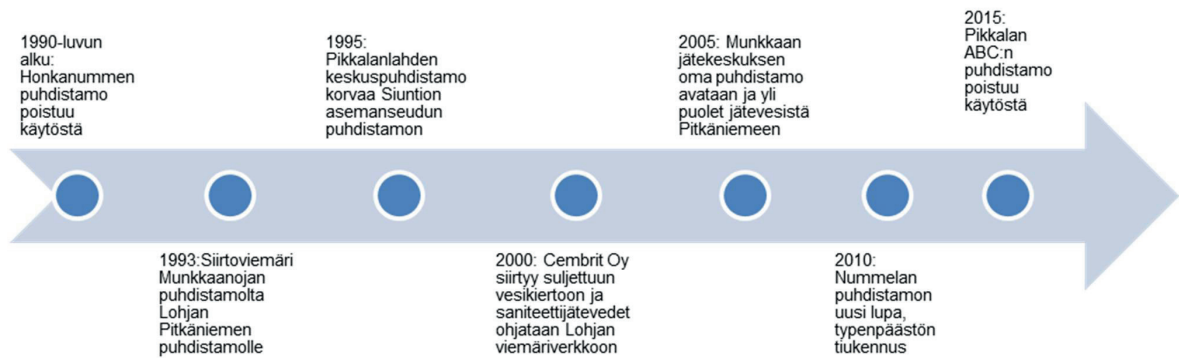 1990-luvun
alku:
Honkanummen
puhdistamo
poistuu
käytöstä
1993:Siirtoviemäri
Munkkaanojan
puhdistamolta
Lohjan
Pitkäniemen
puhdistamolle
1995:
Pikkalanlahden
keskuspuhdistamo
korvaa Siuntion
asemanseudun
puhdistamon
2000: Cembrit Oy
siirtyy suljettuun
vesikiertoon ja
saniteettijätevedet
ohjataan Lohjan
viemäriverkkoon
2005: Munkkaan
jätekeskuksen
oma puhdistamo
avataan ja yli
puolet jätevesistä
Pitkäniemeen
2010:
Nummelan
puhdistamon
uusi lupa,
typenpäästön
tiukennus
2015:
Pikkalan
ABC:n
puhdistamo
poistuu
käytöstä